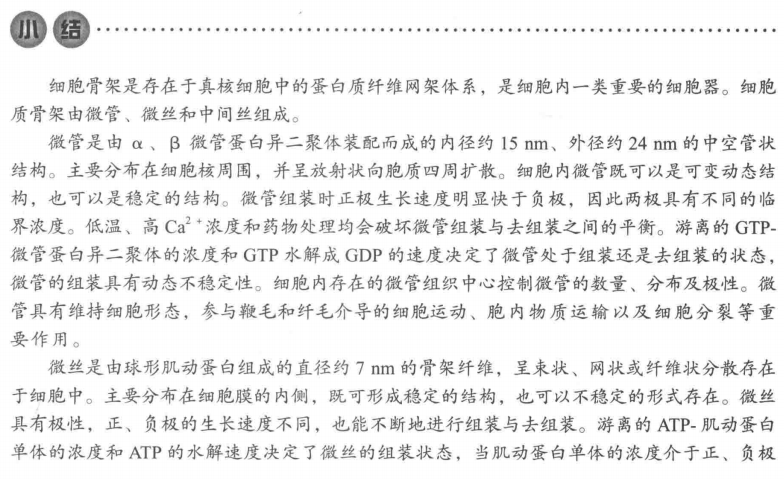 小结
细胞骨架是存在于真核细胞中的蛋白质纤维网架体系，是细胞内一类重要的细胞器。细胞
质骨架由微管、微丝和中间丝组成。
微管是由 α 、β 微管蛋白异二聚体装配而成的内径约 15 nm、外径约 24 nm 的中空管状
结构。主要分布在细胞核周围，并呈放射状向胞质四周扩散。细胞内微管既可以是可变动态结
构，也可以是稳定的结构。微管组装时正极生长速度明显快于负极，因此两极具有不同的临
界浓度。低温、高 Ca²⁺浓度和药物处理均会破坏微管组装与去组装之间的平衡。游离的 GTP-
微管蛋白异二聚体的浓度和 GTP 水解成 GDP 的速度决定了微管处于组装还是去组装的状态，
微管的组装具有动态不稳定性。细胞内存在的微管组织中心控制微管的数量、分布及极性。微
管具有维持细胞形态，参与鞭毛和纤毛介导的细胞运动、胞内物质运输以及细胞分裂等重
要作用。
微丝是由球形肌动蛋白组成的直径约 7 nm 的骨架纤维，呈束状、网状或纤维状分散存在
于细胞中。主要分布在细胞膜的内侧，既可形成稳定的结构，也可以不稳定的形式存在。微丝
具有极性，正、负极的生长速度不同，也能不断地进行组装与去组装。游离的 ATP- 肌动蛋白
单体的浓度和 ATP 的水解速度决定了微丝的组装状态，当肌动蛋白单体的浓度介于正、负极